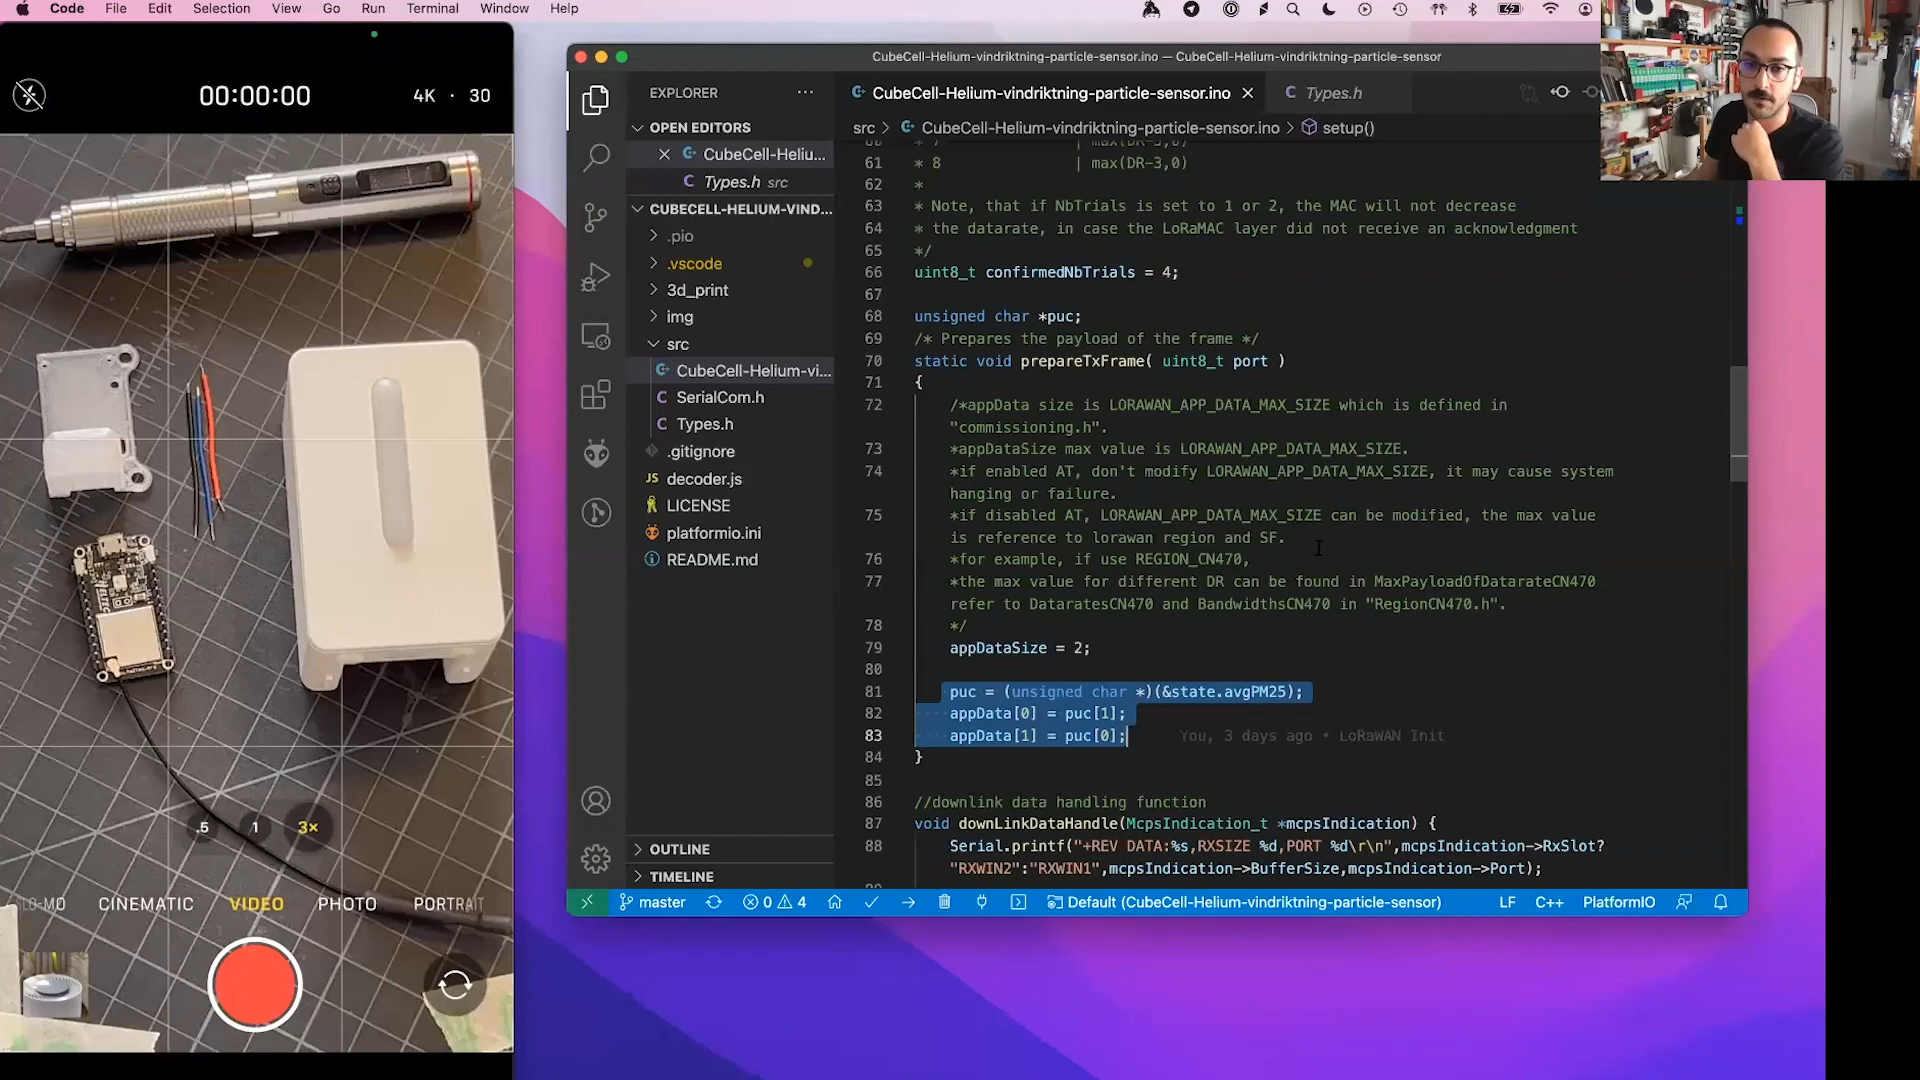 Code File Edit Selection View Go Run Terminal Window Help
00:00:00
4K · 30
.5 1 3×
CINEMATIC VIDEO PHOTO PORTRAIT
CubeCell-Helium-vindriktning-particle-sensor.ino — CubeCell-Helium-vindriktning-particle-sensor
EXPLORER
OPEN EDITORS
CubeCell-Heliu...
Types.h src
CUBECELL-HELIUM-VIND...
.pio
.vscode
3d_print
img
src
CubeCell-Helium-vi...
SerialCom.h
Types.h
.gitignore
decoder.js
LICENSE
platformio.ini
README.md
OUTLINE
TIMELINE
CubeCell-Helium-vindriktning-particle-sensor.ino
Types.h
src > CubeCell-Helium-vindriktning-particle-sensor.ino > setup()
61 * 8 | max(DR-3,0)
62 *
63 * Note, that if NbTrials is set to 1 or 2, the MAC will not decrease
64 * the datarate, in case the LoRaMAC layer did not receive an acknowledgment
65 */
66 uint8_t confirmedNbTrials = 4;
67
68 unsigned char *puc;
69 /* Prepares the payload of the frame */
70 static void prepareTxFrame( uint8_t port )
71 {
72 /*appData size is LORAWAN_APP_DATA_MAX_SIZE which is defined in
"commissioning.h".
73 *appDataSize max value is LORAWAN_APP_DATA_MAX_SIZE.
74 *if enabled AT, don't modify LORAWAN_APP_DATA_MAX_SIZE, it may cause system
hanging or failure.
75 *if disabled AT, LORAWAN_APP_DATA_MAX_SIZE can be modified, the max value
is reference to lorawan region and SF.
76 *for example, if use REGION_CN470,
77 *the max value for different DR can be found in MaxPayloadOfDatarateCN470
refer to DataratesCN470 and BandwidthsCN470 in "RegionCN470.h".
78 */
79 appDataSize = 2;
80
81 puc = (unsigned char *)(&state.avgPM25);
82 appData[0] = puc[1];
83 appData[1] = puc[0]; You, 3 days ago • LoRaWAN Init
84 }
85
86 //downlink data handling function
87 void downLinkDataHandle(McpsIndication_t *mcpsIndication) {
88 Serial.printf("+REV DATA:%s,RXSIZE %d,PORT %d\r\n",mcpsIndication->RxSlot?
"RXWIN2":"RXWIN1",mcpsIndication->BufferSize,mcpsIndication->Port);
master 0 4 Default (CubeCell-Helium-vindriktning-particle-sensor) LF C++ PlatformIO